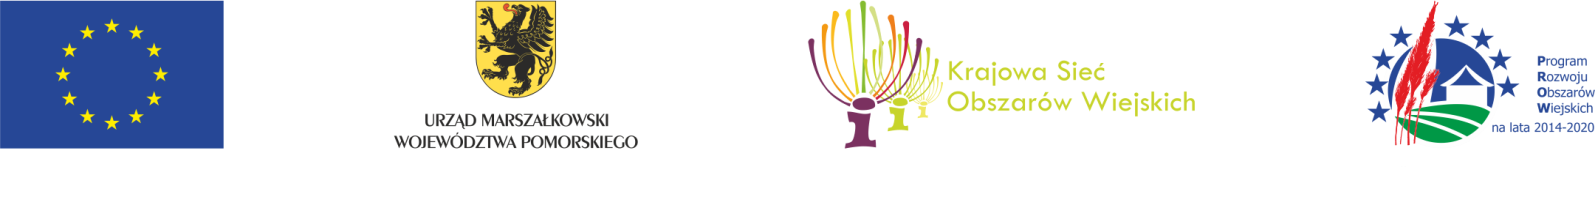 URZĄD MARSZAŁKOWSKI
WOJEWÓDZTWA POMORSKIEGO
Krajowa Sieć
Obszarów Wiejskich
Program
Rozwoju
Obszarów
Wiejskich
na lata 2014-2020